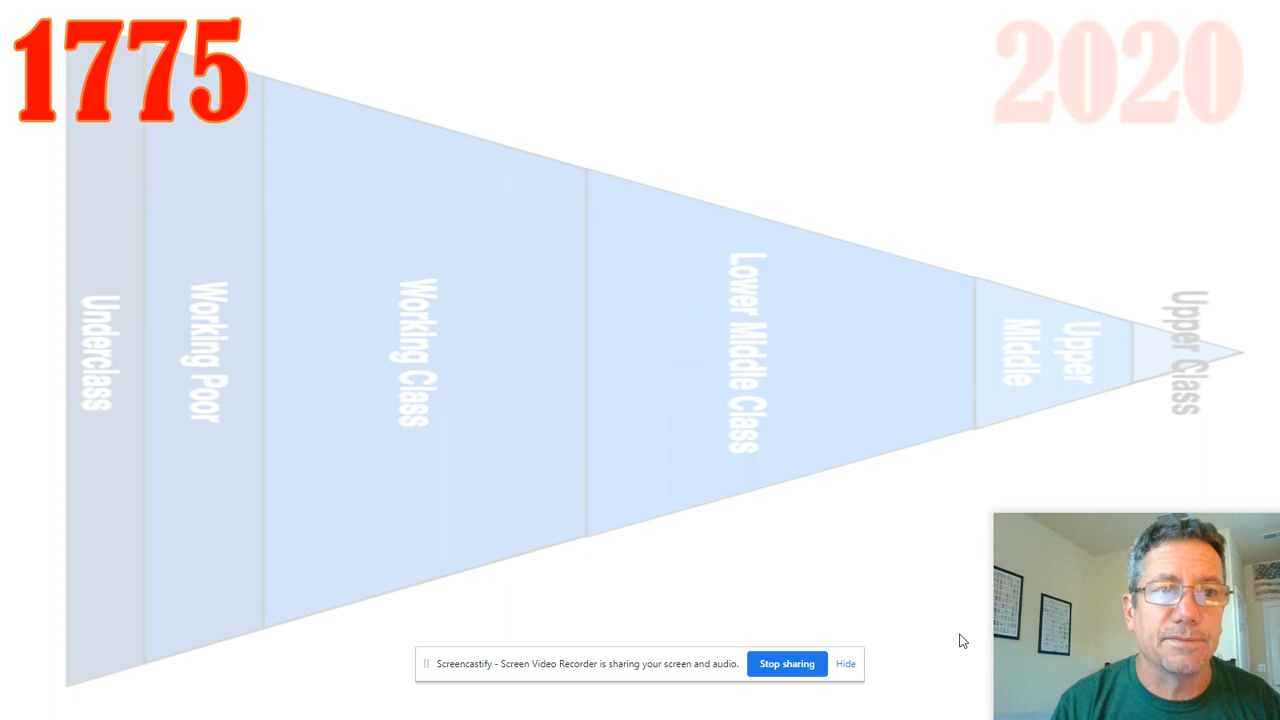 1775
2020
Underclass
Working Poor
Working Class
Lower Middle Class
Upper
Middle
Upper Class
Screencastify - Screen Video Recorder is sharing your screen and audio.
Stop sharing
Hide